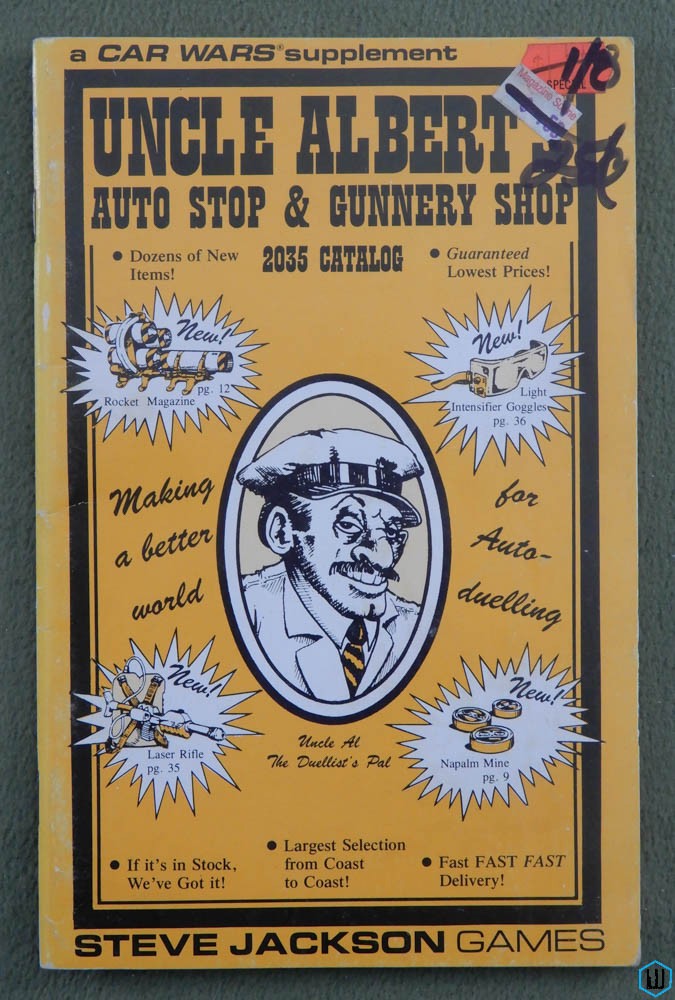 a CAR WARS® supplement
SPECIAL
Magazine
UNCLE ALBERT'S
AUTO STOP & GUNNERY SHOP
2035 CATALOG
• Dozens of New
Items!
• Guaranteed
Lowest Prices!
New!
Rocket Magazine pg. 12
New!
Light
Intensifier Goggles
pg. 36
Making
a better
world
for
Auto-
duelling
New!
Laser Rifle
pg. 35
Uncle Al
The Duellist's Pal
New!
Napalm Mine
pg. 9
• If it's in Stock,
We've Got it!
• Largest Selection
from Coast
to Coast!
• Fast FAST FAST
Delivery!
STEVE JACKSON GAMES